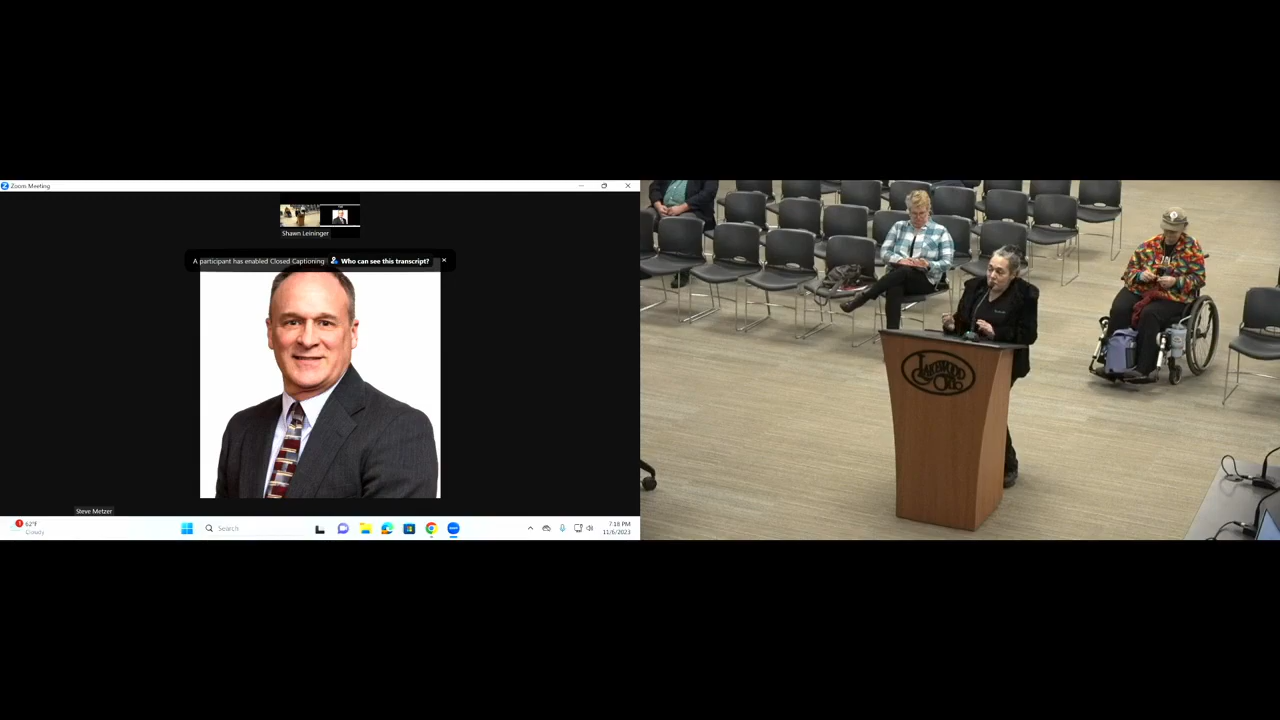 Zoom Meeting
Shawn Leininger
A participant has enabled Closed Captioning
Who can see this transcript?
Steve Metzer
1
62°F
Cloudy
Search
7:18 PM
11/6/2023
Lakewood
Ohio